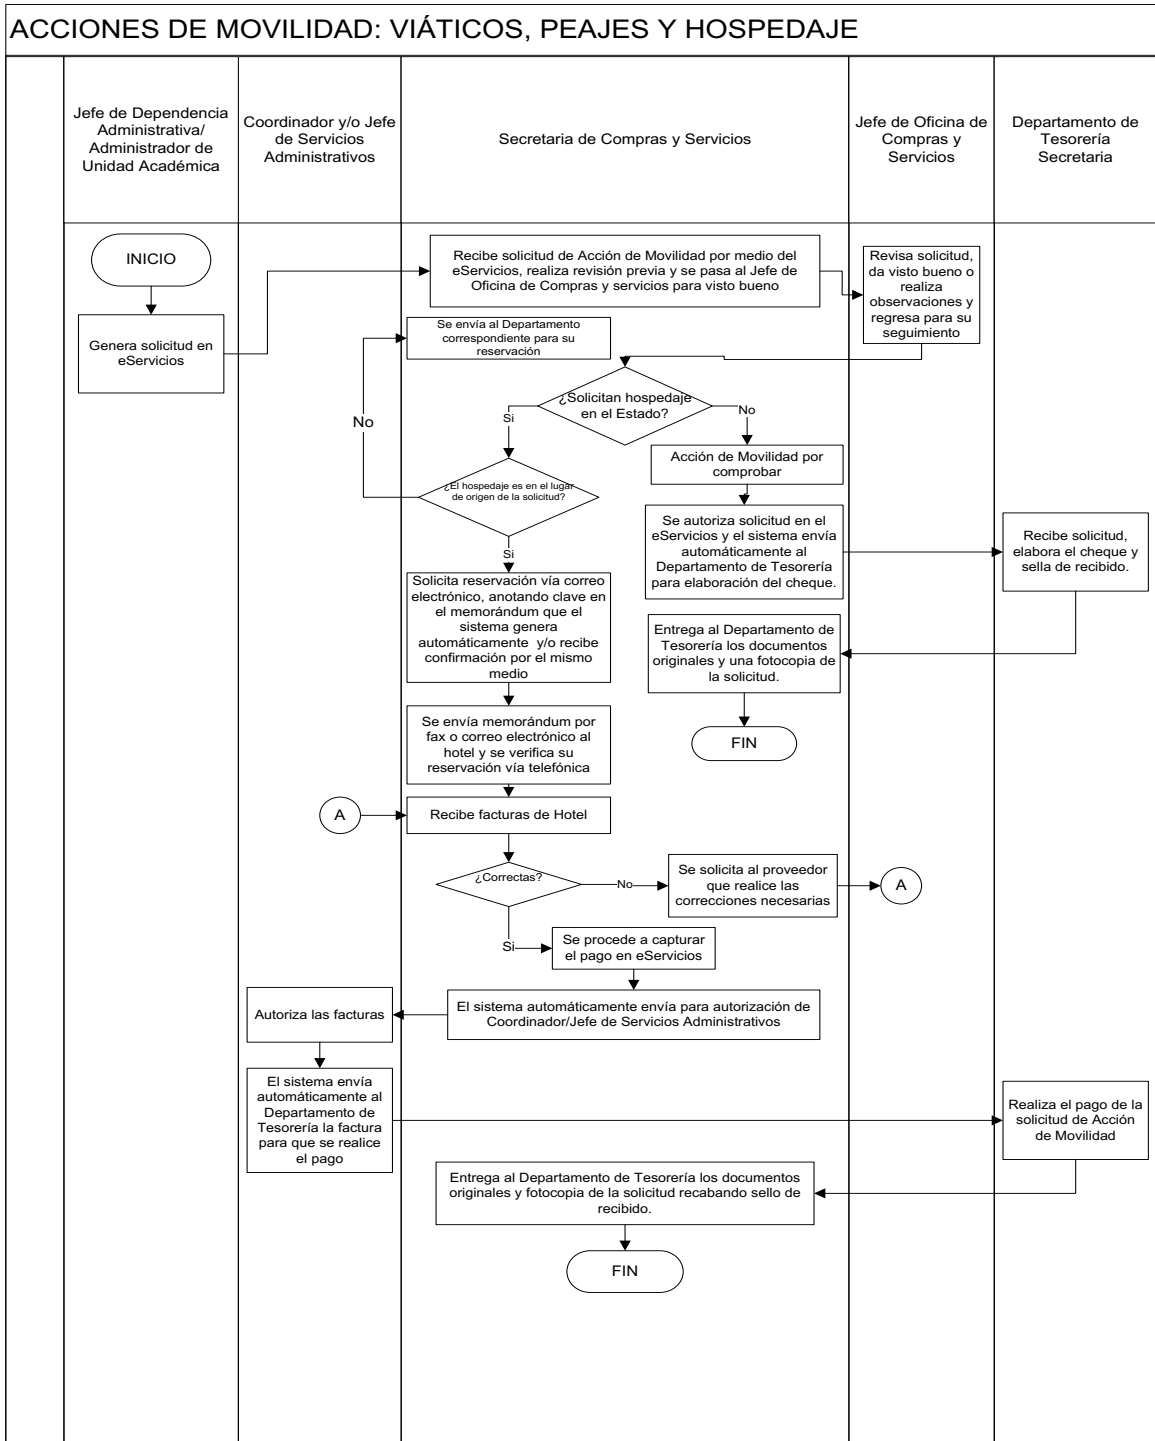 ACCIONES DE MOVILIDAD: VIÁTICOS, PEAJES Y HOSPEDAJE
Jefe de Dependencia
Administrativa/
Administrador de
Unidad Académica
Coordinador y/o Jefe
de Servicios
Administrativos
Secretaria de Compras y Servicios
Jefe de Oficina de
Compras y
Servicios
Departamento de
Tesorería
Secretaria
INICIO
Genera solicitud en
eServicios
Recibe solicitud de Acción de Movilidad por medio del
eServicios, realiza revisión previa y se pasa al Jefe de
Oficina de Compras y servicios para visto bueno
Revisa solicitud,
da visto bueno o
realiza
observaciones y
regresa para su
seguimiento
Se envía al Departamento
correspondiente para su
reservación
¿Solicitan hospedaje
en el Estado?
Si
No
No
¿El hospedaje es en el lugar
de origen de la solicitud?
Acción de Movilidad por
comprobar
Se autoriza solicitud en el
eServicios y el sistema envía
automáticamente al
Departamento de Tesorería
para elaboración del cheque.
Recibe solicitud,
elabora el cheque y
sella de recibido.
Si
Solicita reservación vía correo
electrónico, anotando clave en
el memorándum que el
sistema genera
automáticamente y/o recibe
confirmación por el mismo
medio
Entrega al Departamento de
Tesorería los documentos
originales y una fotocopia de
la solicitud.
Se envía memorándum por
fax o correo electrónico al
hotel y se verifica su
reservación vía telefónica
FIN
A
Recibe facturas de Hotel
¿Correctas?
No
Se solicita al proveedor
que realice las
correcciones necesarias
A
Si
Se procede a capturar
el pago en eServicios
Autoriza las facturas
El sistema automáticamente envía para autorización de
Coordinador/Jefe de Servicios Administrativos
El sistema envía
automáticamente al
Departamento de
Tesorería la factura
para que se realice
el pago
Realiza el pago de la
solicitud de Acción
de Movilidad
Entrega al Departamento de Tesorería los documentos
originales y fotocopia de la solicitud recabando sello de
recibido.
FIN